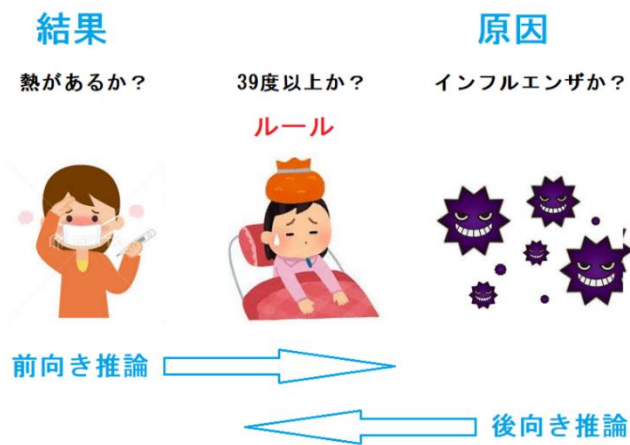 結果
原因
熱があるか？
39度以上か？
インフルエンザか？
ルール
前向き推論
後向き推論